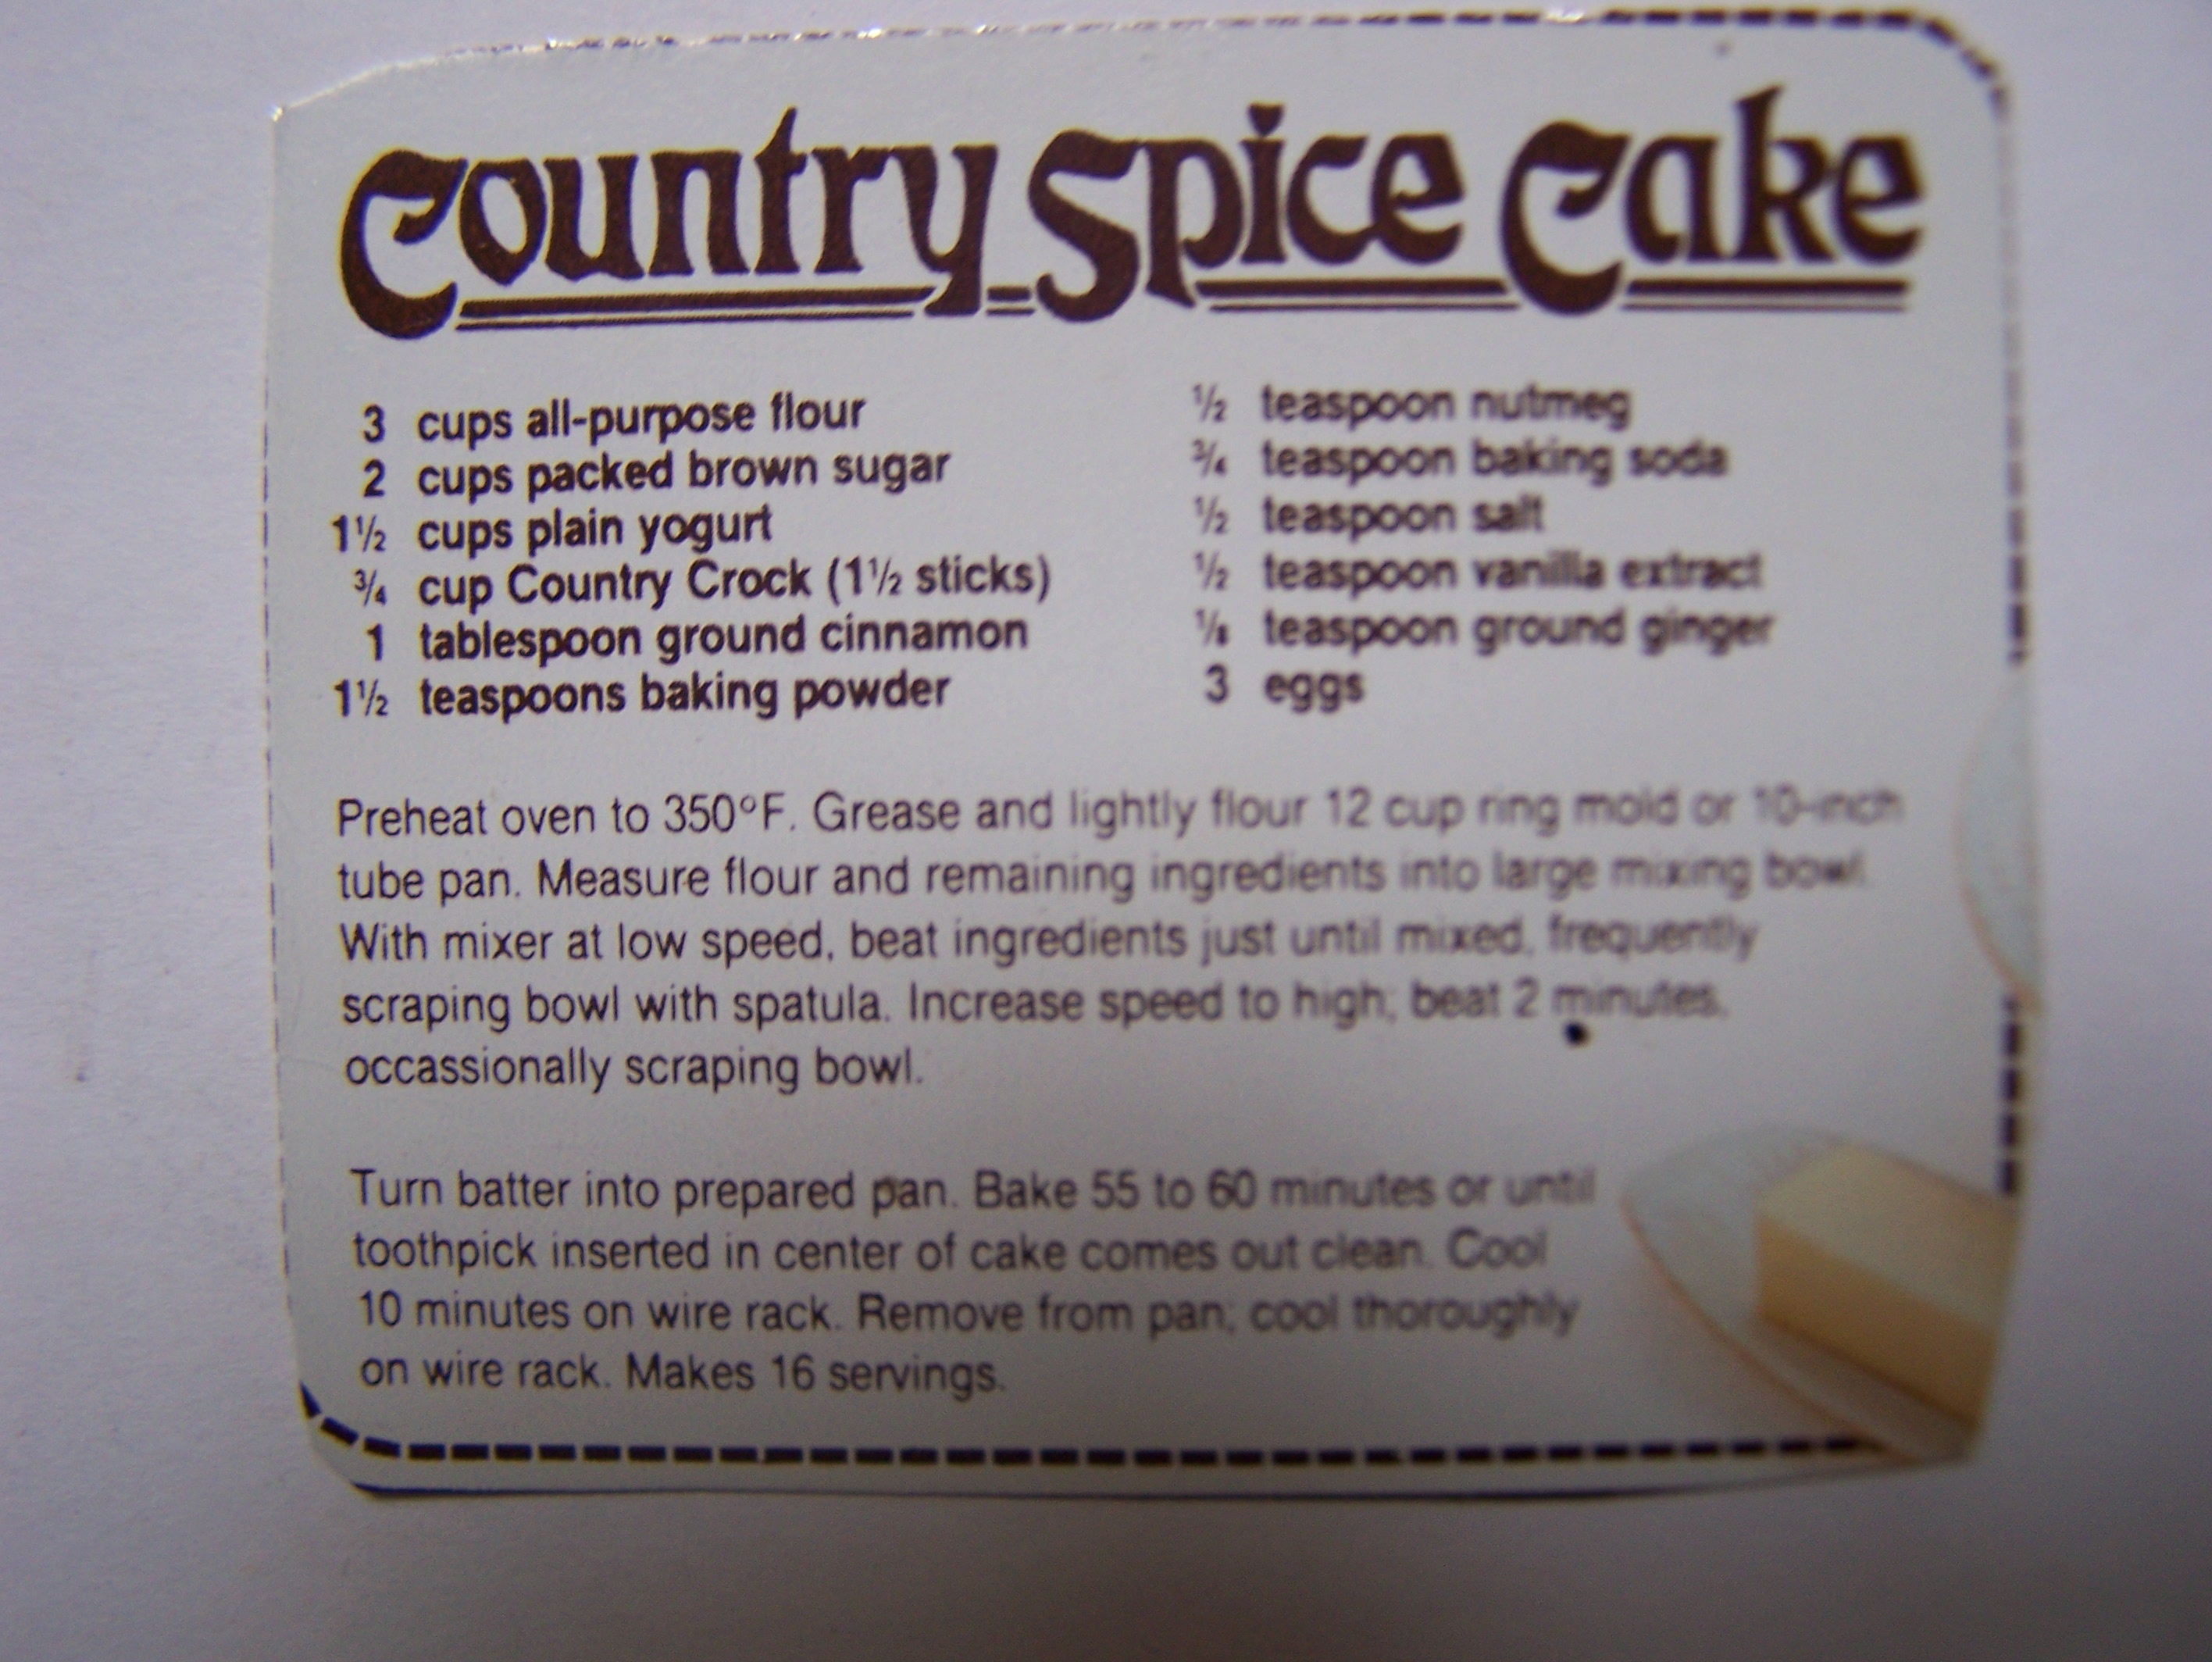 Country Spice Cake
3 cups all-purpose flour
2 cups packed brown sugar
1½ cups plain yogurt
¾ cup Country Crock (1½ sticks)
1 tablespoon ground cinnamon
1½ teaspoons baking powder
½ teaspoon nutmeg
¾ teaspoon baking soda
½ teaspoon salt
½ teaspoon vanilla extract
⅛ teaspoon ground ginger
3 eggs
Preheat oven to 350°F. Grease and lightly flour 12 cup ring mold or 10-inch
tube pan. Measure flour and remaining ingredients into large mixing bowl.
With mixer at low speed, beat ingredients just until mixed, frequently
scraping bowl with spatula. Increase speed to high; beat 2 minutes,
occassionally scraping bowl.
Turn batter into prepared pan. Bake 55 to 60 minutes or until
toothpick inserted in center of cake comes out clean. Cool
10 minutes on wire rack. Remove from pan; cool thoroughly
on wire rack. Makes 16 servings.